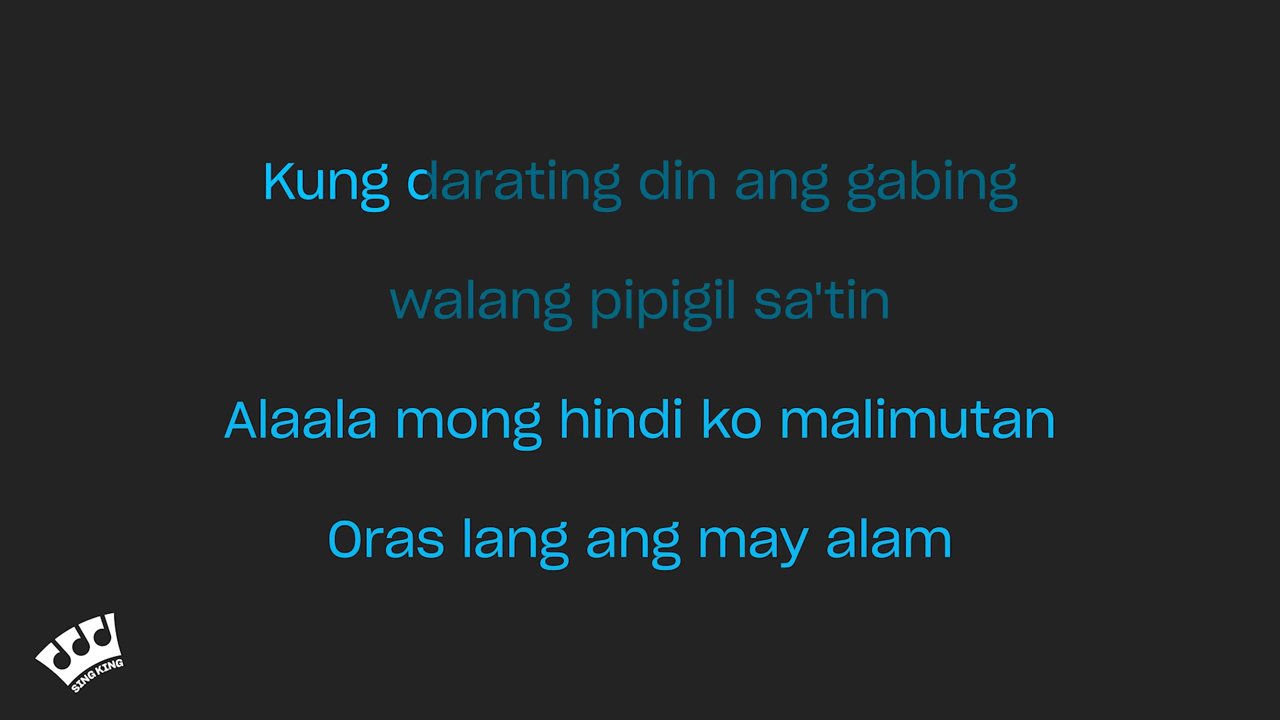 Kung darating din ang gabing
walang pipigil sa'tin
Alaala mong hindi ko malimutan
Oras lang ang may alam
SING KING